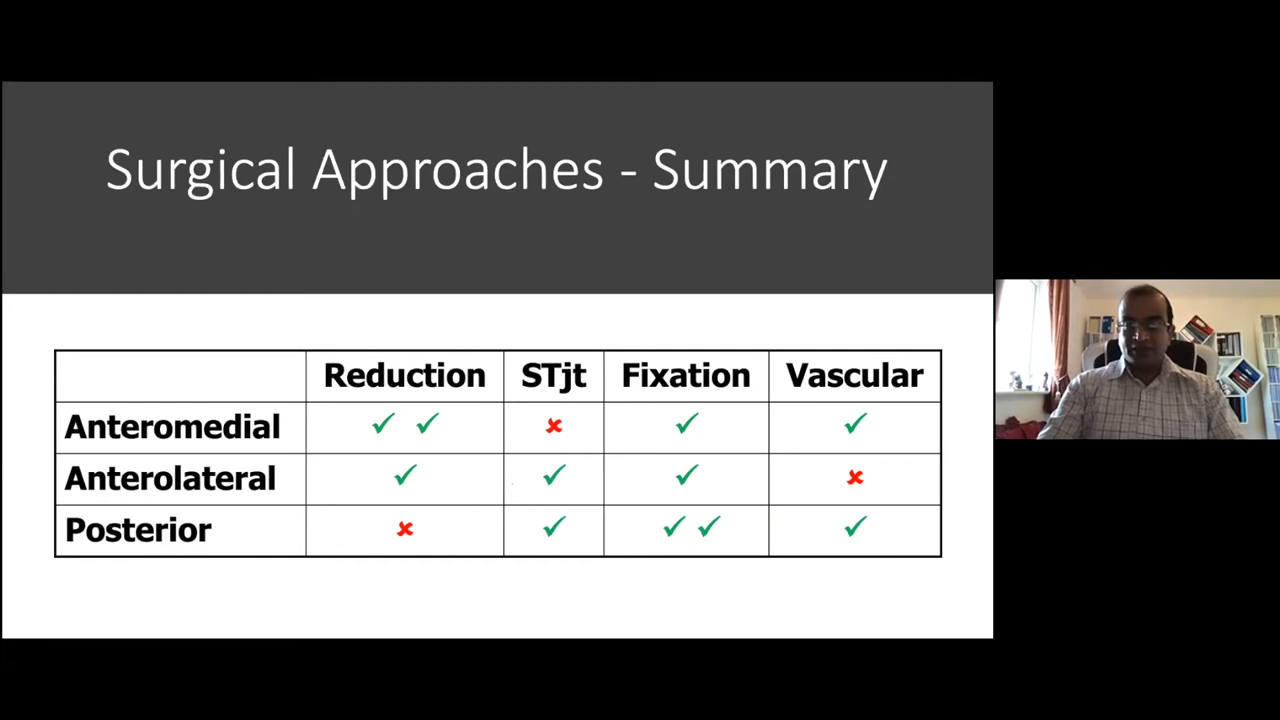 Surgical Approaches - Summary
Reduction STjt Fixation Vascular
Anteromedial ✓ ✓ ✘ ✓ ✓
Anterolateral ✓ ✓ ✓ ✘
Posterior ✘ ✓ ✓ ✓ ✓